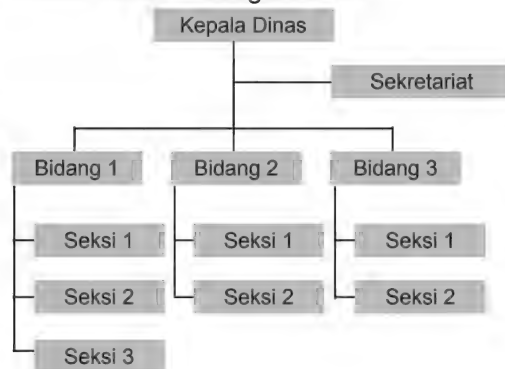 Kepala Dinas
Sekretariat
Bidang 1
Bidang 2
Bidang 3
Seksi 1
Seksi 1
Seksi 1
Seksi 2
Seksi 2
Seksi 2
Seksi 3